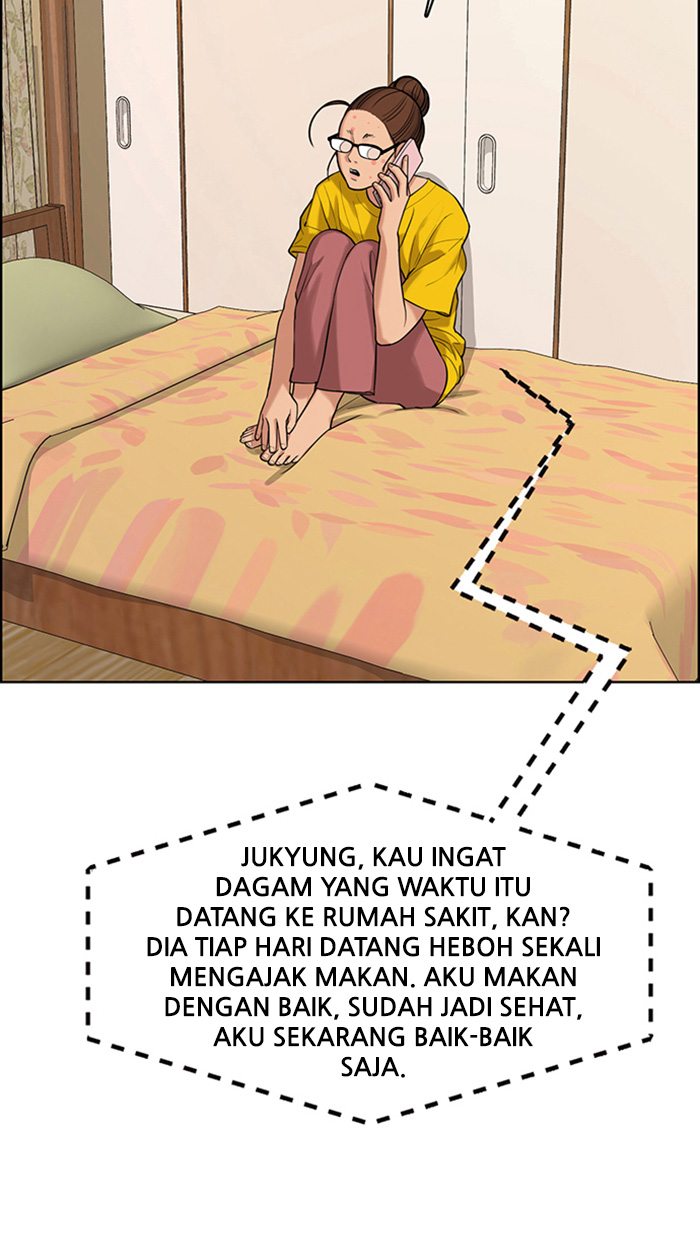 JUKYUNG, KAU INGAT
DAGAM YANG WAKTU ITU
DATANG KE RUMAH SAKIT, KAN?
DIA TIAP HARI DATANG HEBOH SEKALI
MENGAJAK MAKAN. AKU MAKAN
DENGAN BAIK, SUDAH JADI SEHAT,
AKU SEKARANG BAIK-BAIK
SAJA.